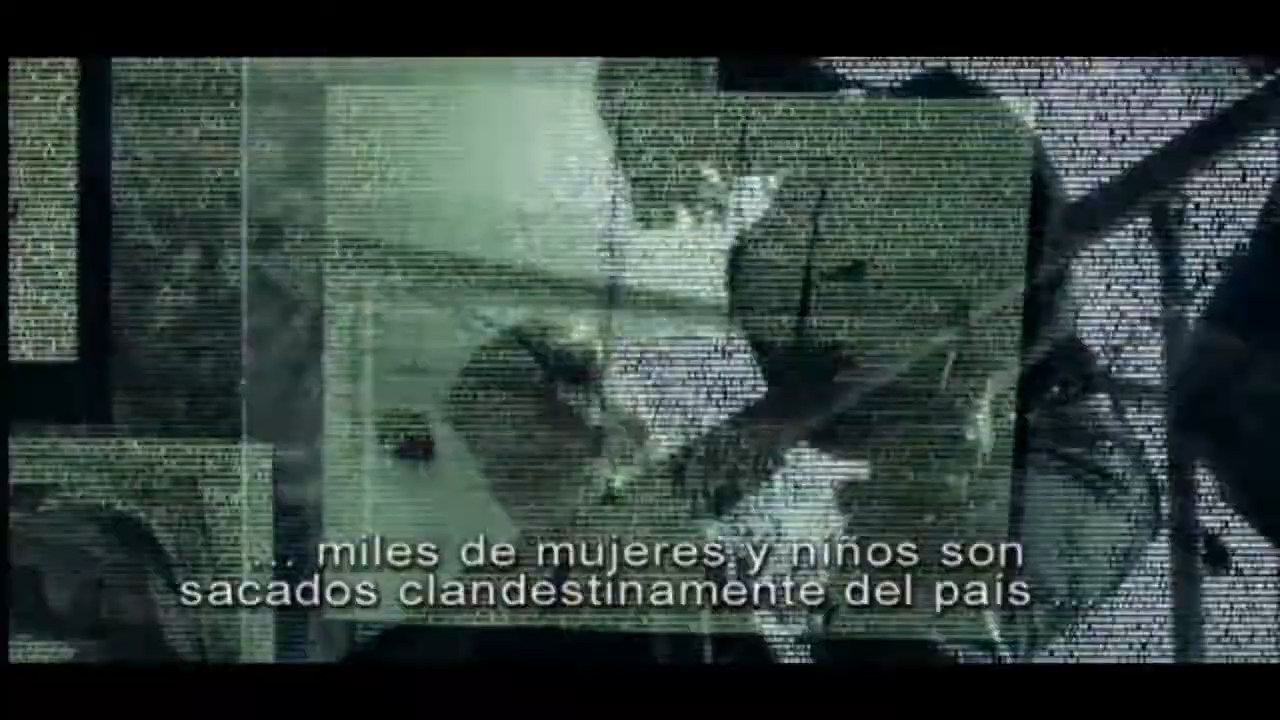 ... miles de mujeres y niños son
sacados clandestinamente del país